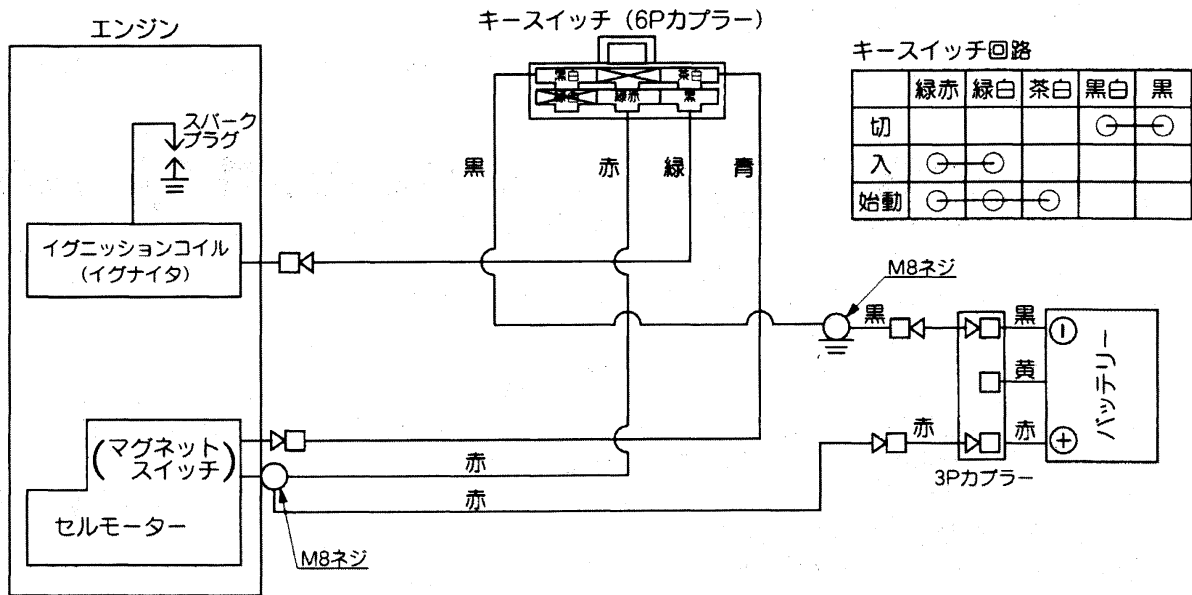 エンジン
キースイッチ（6Pカプラー）
黒白
茶白
緑白
緑赤
黒
キースイッチ回路
緑赤 緑白 茶白 黒白 黒
切
入
始動
スパーク
プラグ
イグニッションコイル
(イグナイタ)
黒
赤
緑
青
M8ネジ
黒
黒
黄
赤
赤
⊖
⊕
バッテリー
3Pカプラー
(マグネット
スイッチ)
セルモーター
赤
赤
M8ネジ